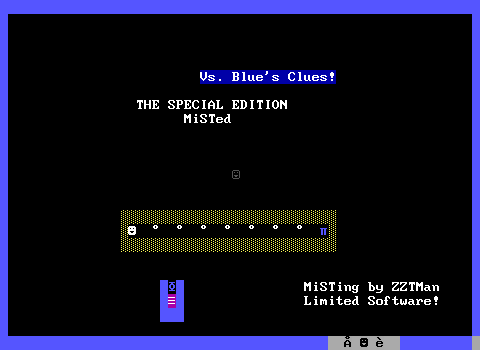 Vs. Blue's Clues!
THE SPECIAL EDITION
MiSTed
MiSTing by ZZTMan
Limited Software!
Å ☻ è